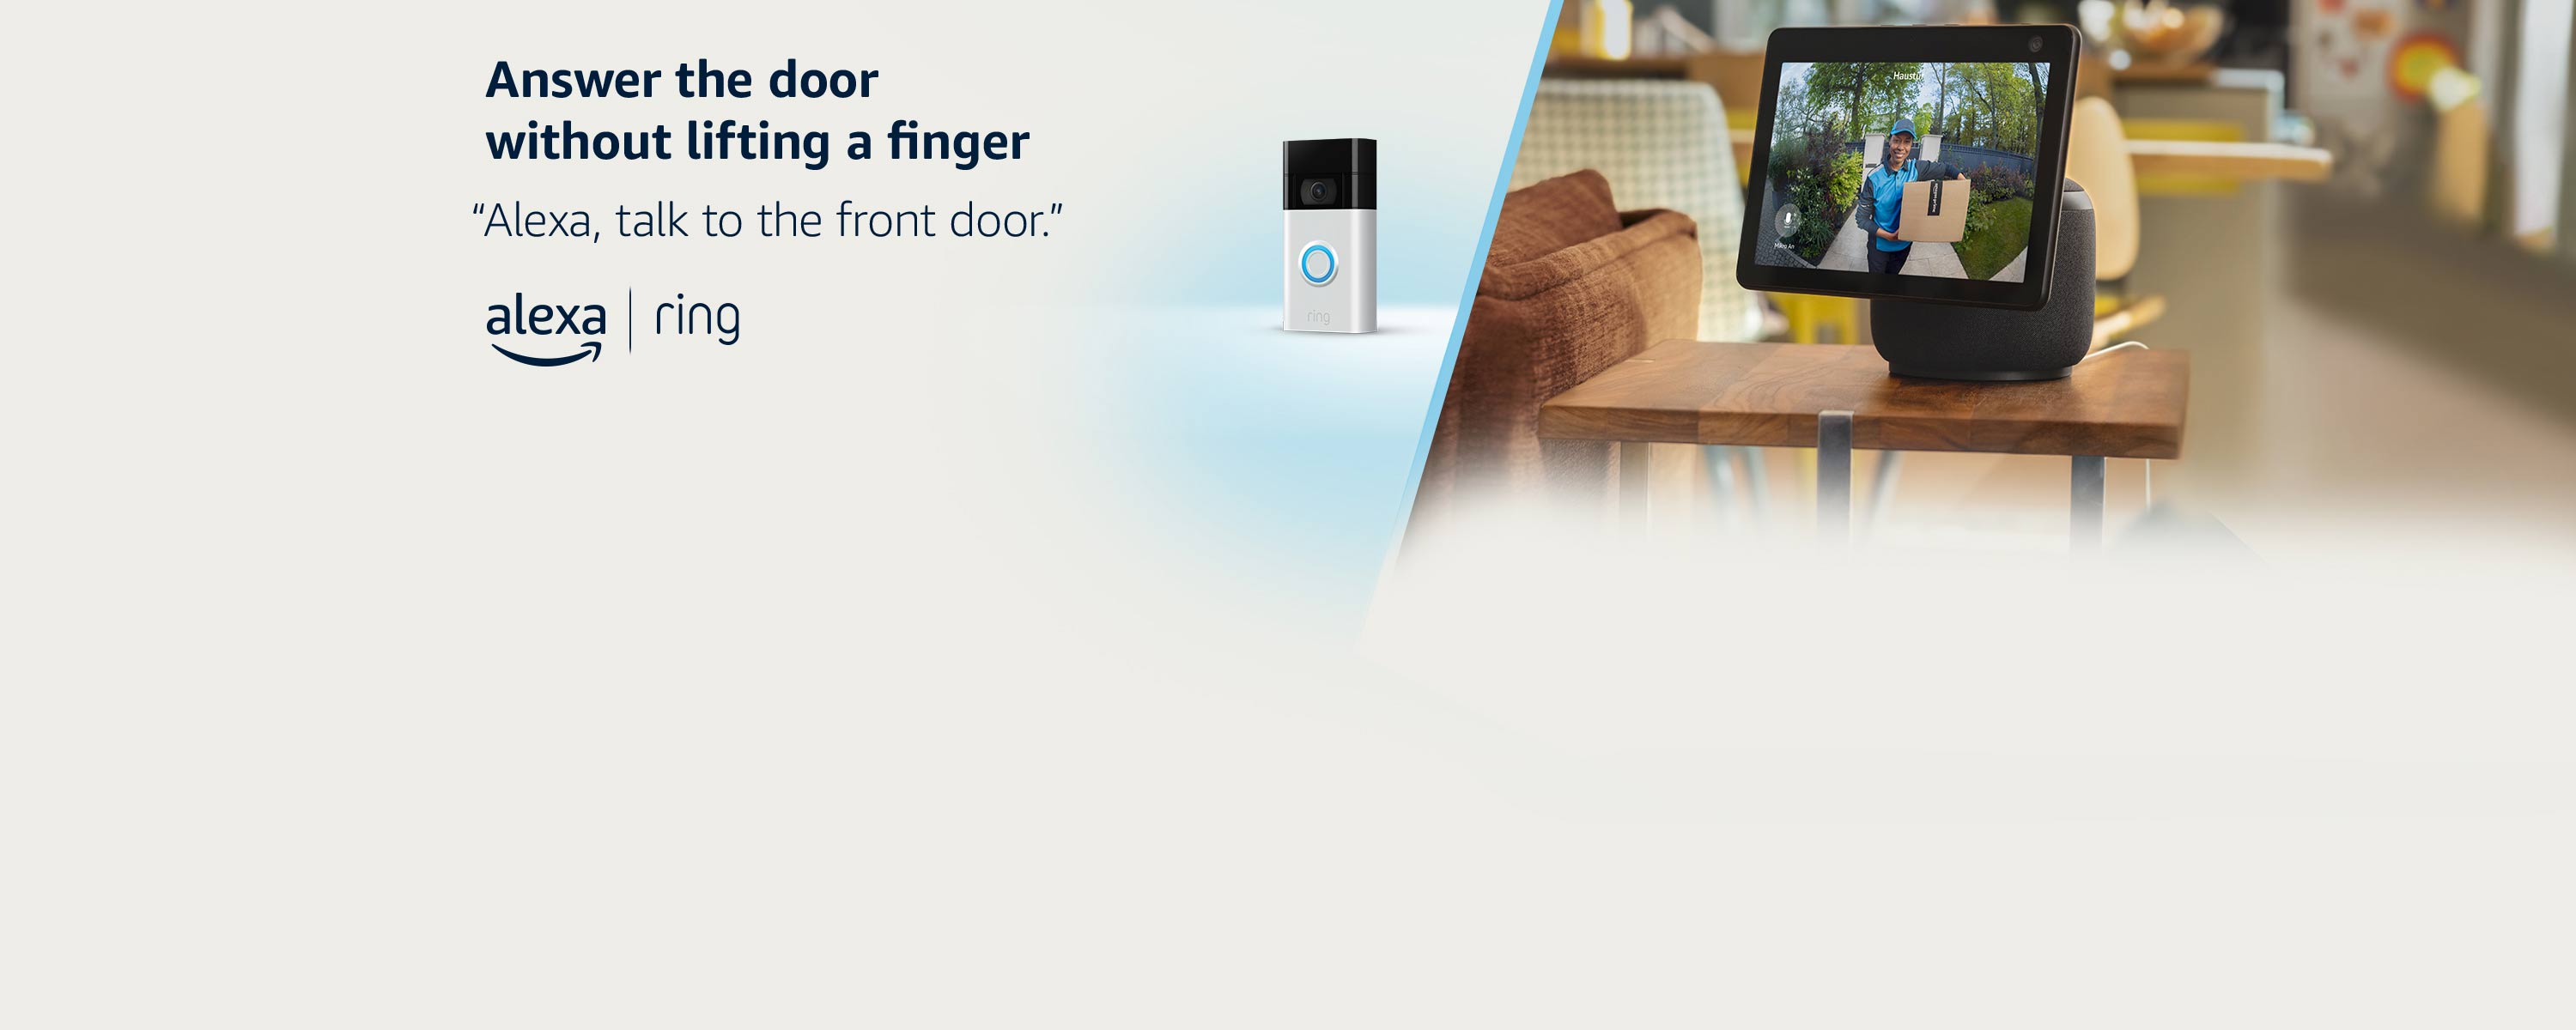 Answer the door
without lifting a finger
“Alexa, talk to the front door.”
alexa | ring
ring